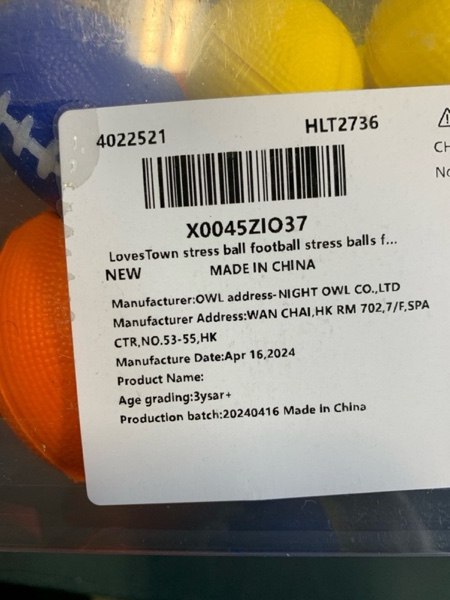 4022521 HLT2736
X0045ZIO37
LovesTown stress ball football stress balls f...
NEW MADE IN CHINA
Manufacturer:OWL address-NIGHT OWL CO.,LTD
Manufacturer Address:WAN CHAI,HK RM 702,7/F,SPA
CTR,NO.53-55,HK
Manufacture Date:Apr 16,2024
Product Name:
Age grading:3ysar+
Production batch:20240416 Made in China